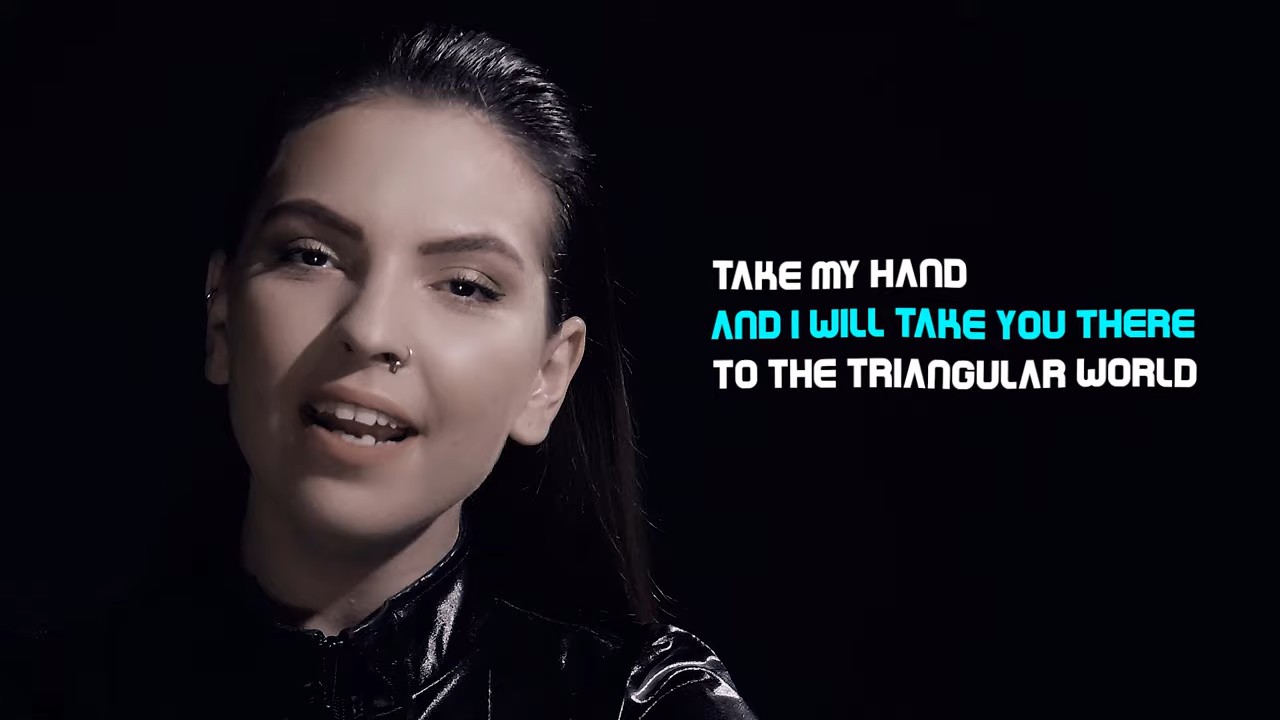 TAKE MY HAND
AND I WILL TAKE YOU THERE
TO THE TRIANGULAR WORLD